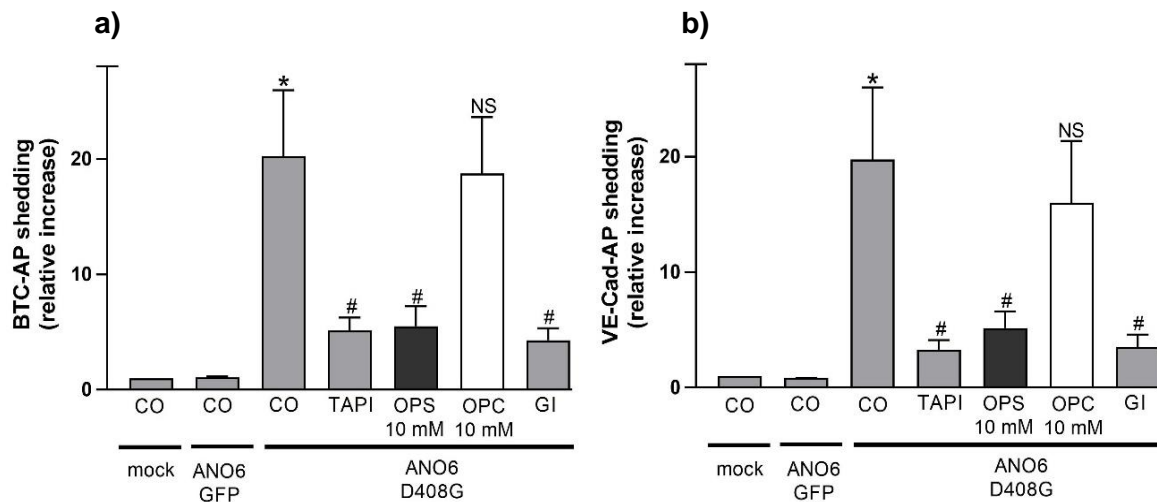 a)
BTC-AP shedding
(relative increase)
20
10
0
*
#
#
NS
#
CO
CO
CO
TAPI
OPS
10 mM
OPC
10 mM
GI
mock
ANO6
GFP
ANO6
D408G
b)
VE-Cad-AP shedding
(relative increase)
20
10
0
*
#
#
NS
#
CO
CO
CO
TAPI
OPS
10 mM
OPC
10 mM
GI
mock
ANO6
GFP
ANO6
D408G